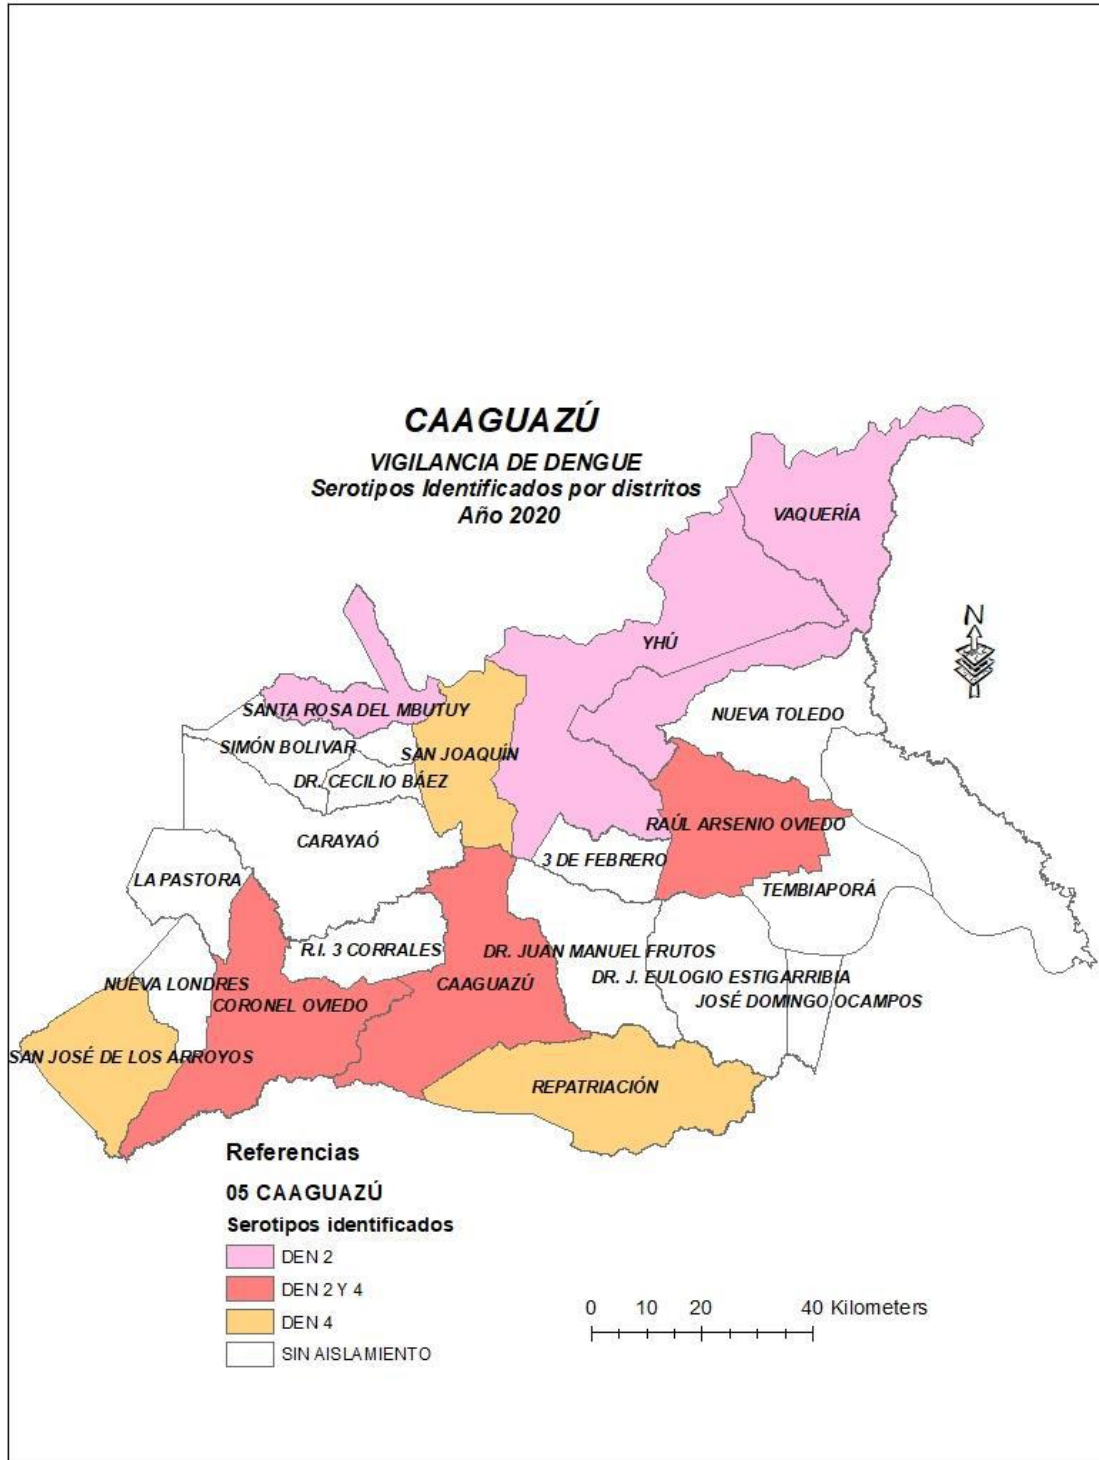 CAAGUAZÚ
VIGILANCIA DE DENGUE
Serotipos Identificados por distritos
Año 2020
VAQUERÍA
N
YHÚ
SANTA ROSA DEL MBUTUY
NUEVA TOLEDO
SIMÓN BOLIVAR
SAN JOAQUÍN
DR. CECILIO BÁEZ
RAÚL ARSENIO OVIEDO
CARAYAÓ
3 DE FEBRERO
LA PASTORA
TEMBIAPORÁ
R.I. 3 CORRALES
DR. JUAN MANUEL FRUTOS
DR. J. EULOGIO ESTIGARRIBIA
NUEVA LONDRES
CAAGUAZÚ
JOSÉ DOMINGO OCAMPOS
CORONEL OVIEDO
SAN JOSÉ DE LOS ARROYOS
REPATRIACIÓN
Referencias
05 CAAGUAZÚ
Serotipos identificados
DEN 2
DEN 2 Y 4
DEN 4
SIN AISLAMIENTO
0 10 20 40 Kilometers